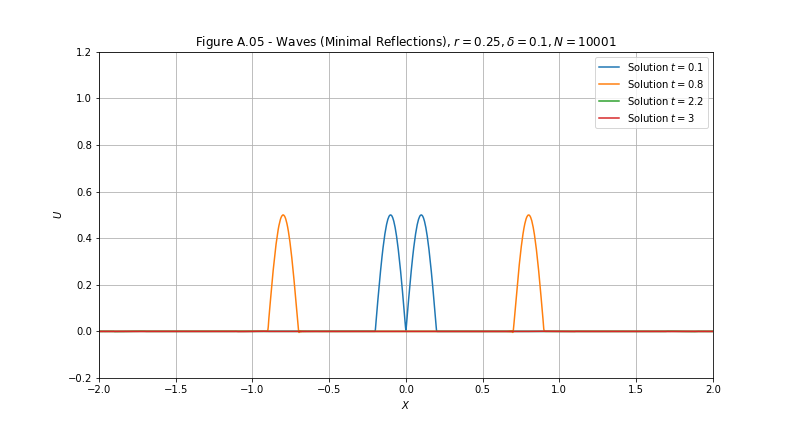 Figure A.05 - Waves (Minimal Reflections), r = 0.25, δ = 0.1, N = 10001
1.2
1.0
0.8
0.6
0.4
0.2
0.0
−0.2
U
Solution t = 0.1
Solution t = 0.8
Solution t = 2.2
Solution t = 3
−2.0 −1.5 −1.0 −0.5 0.0 0.5 1.0 1.5 2.0
X